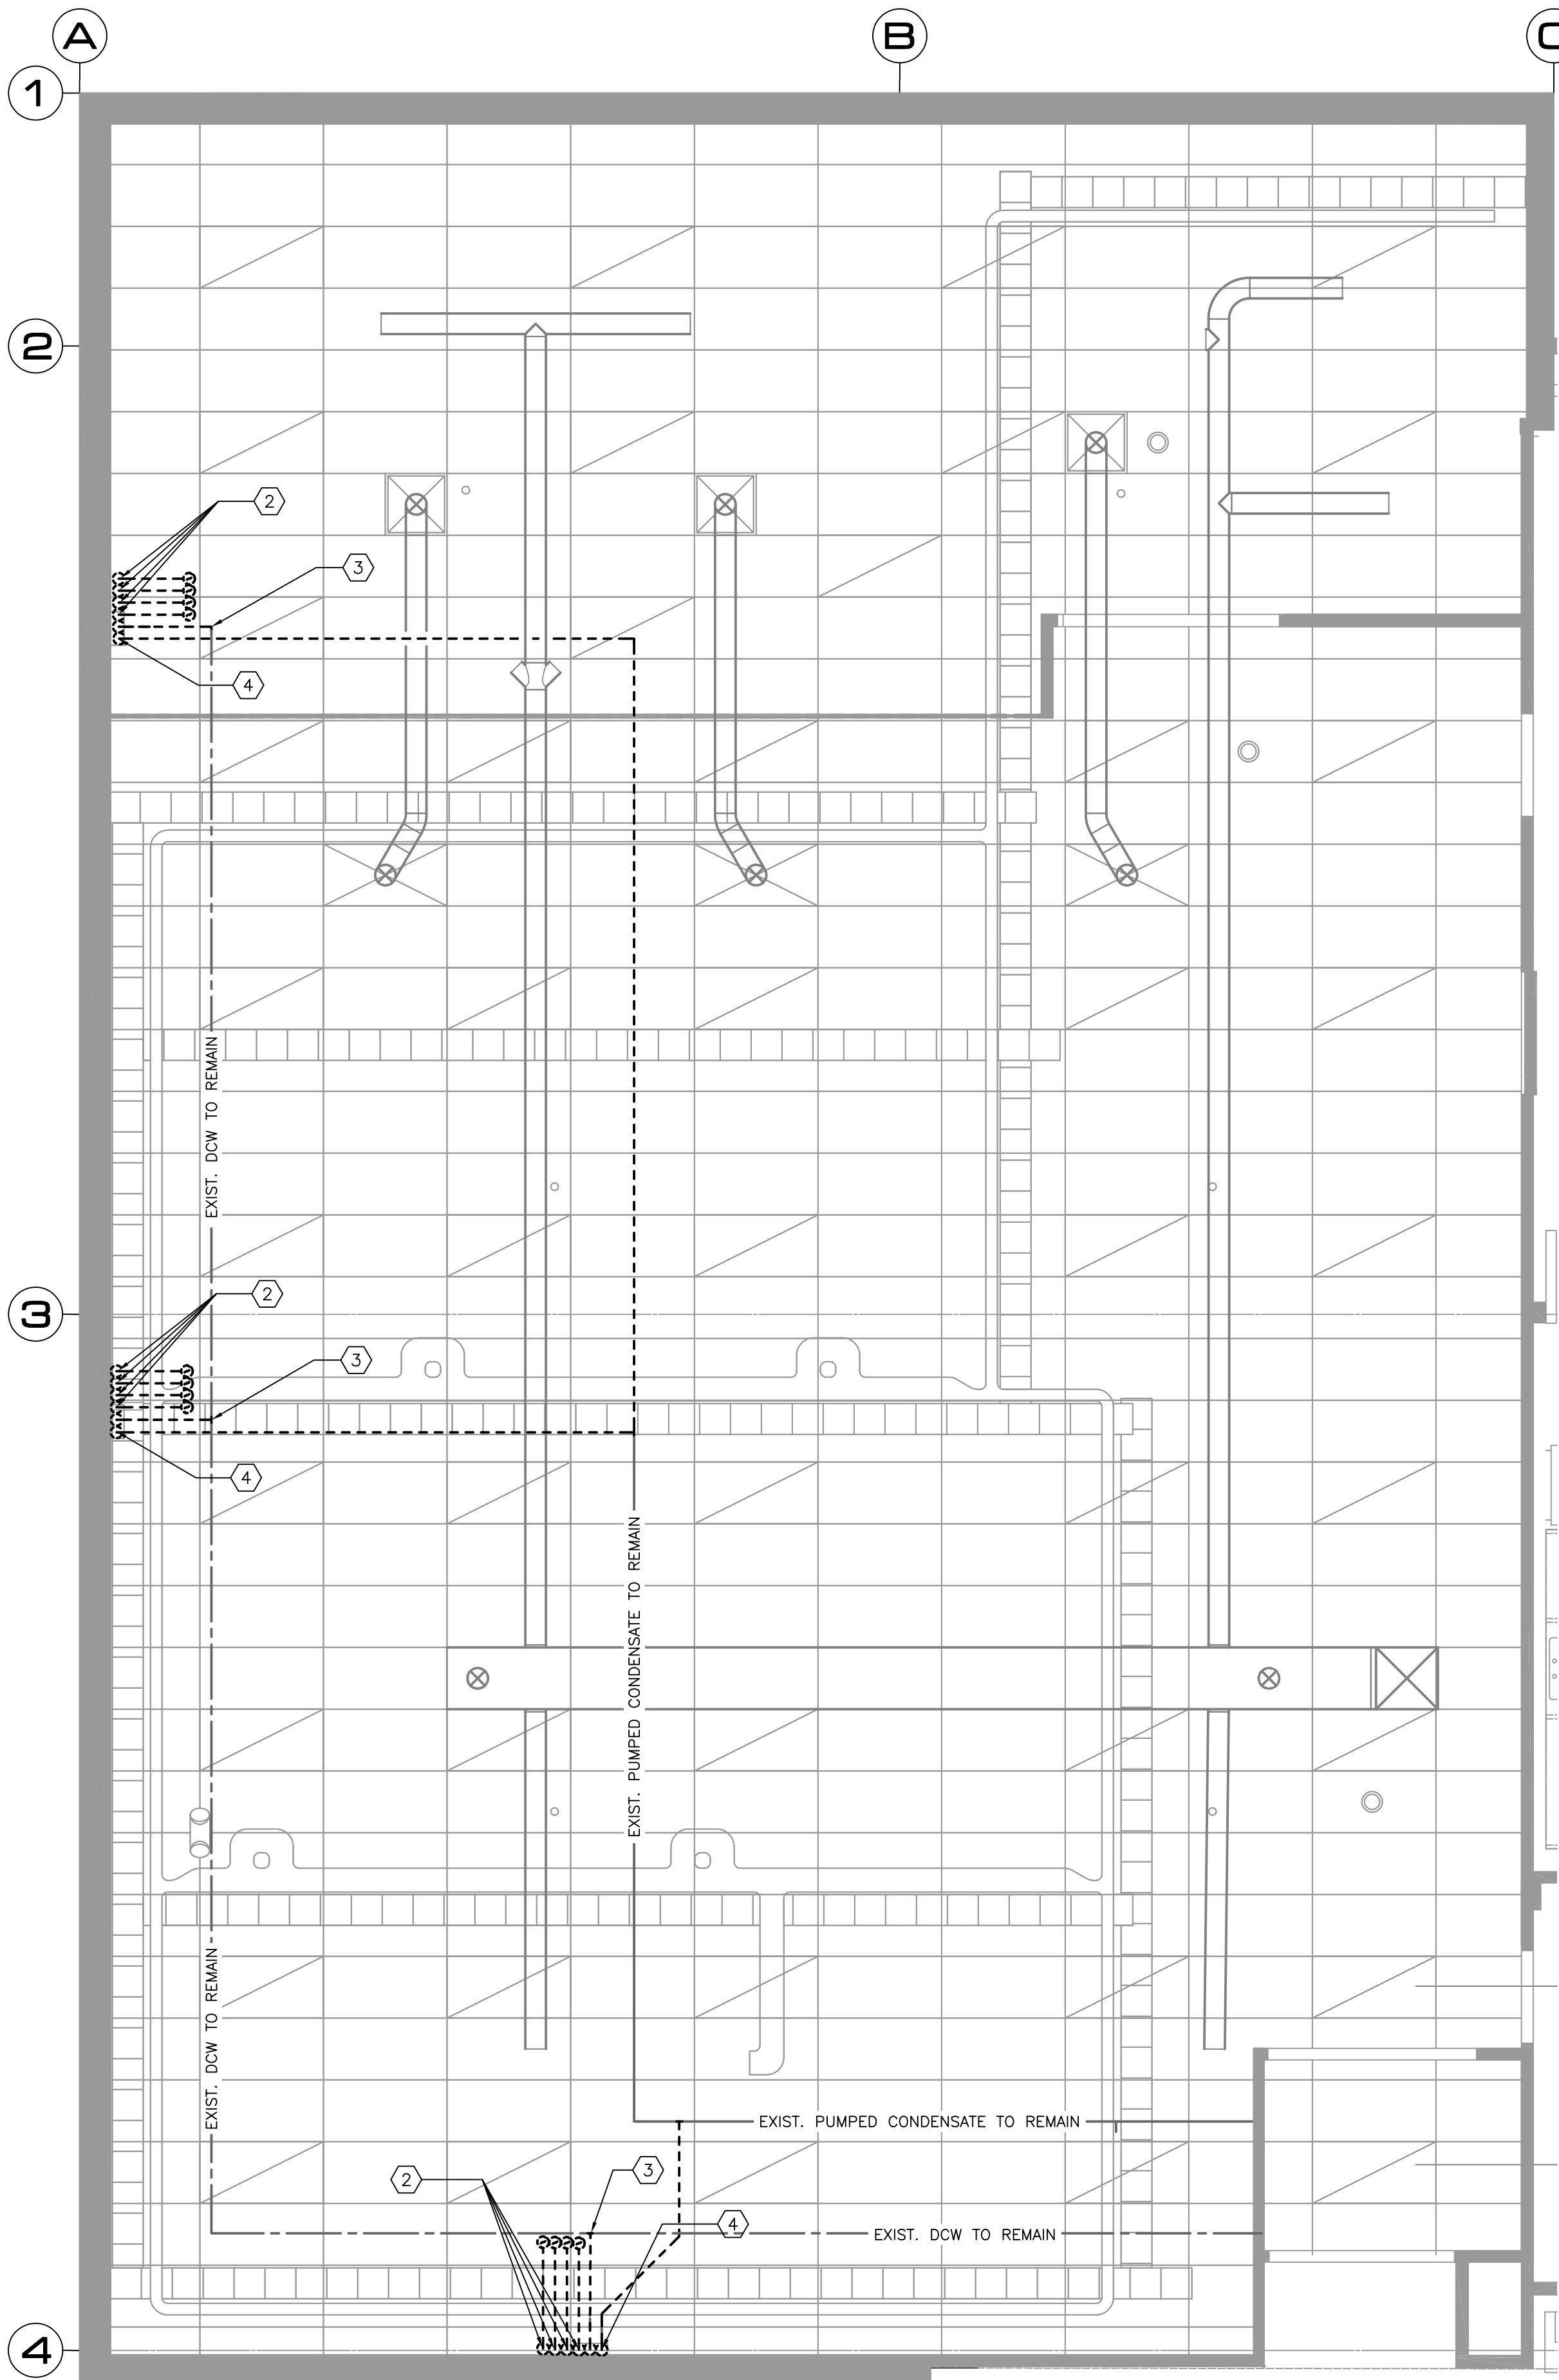 A
B
C
1
2
2
3
4
EXIST. DCW TO REMAIN
3
2
3
4
EXIST. PUMPED CONDENSATE TO REMAIN
EXIST. DCW TO REMAIN
EXIST. PUMPED CONDENSATE TO REMAIN
2
3
4
EXIST. DCW TO REMAIN
4